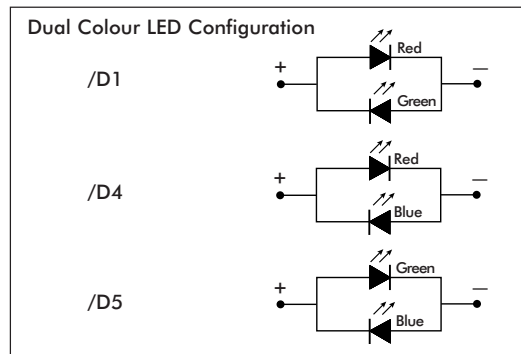 Dual Colour LED Configuration
/D1
+
Red
—
Green
/D4
+
Red
—
Blue
/D5
+
Green
—
Blue